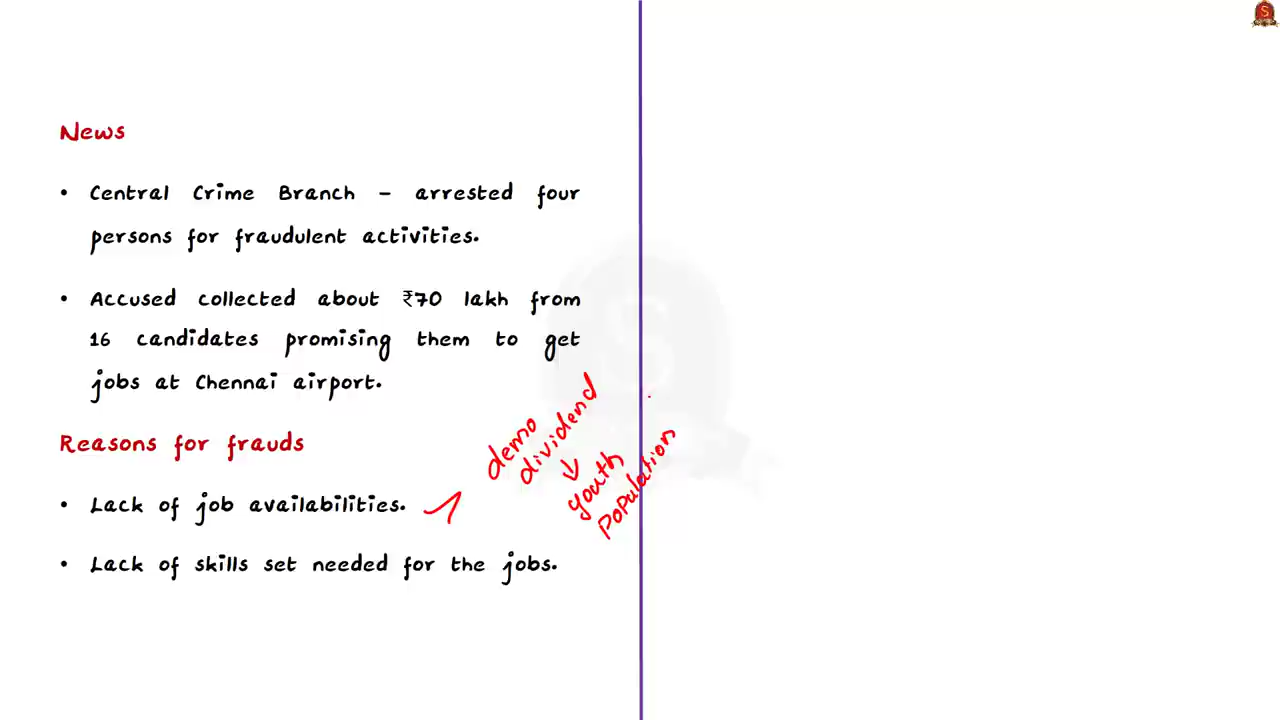 News
• Central Crime Branch – arrested four
persons for fraudulent activities.
• Accused collected about ₹70 lakh from
16 candidates promising them to get
jobs at Chennai airport.
Reasons for frauds
• Lack of job availabilities.
demo
dividend
↓
youth
population
• Lack of skills set needed for the jobs.
S
S